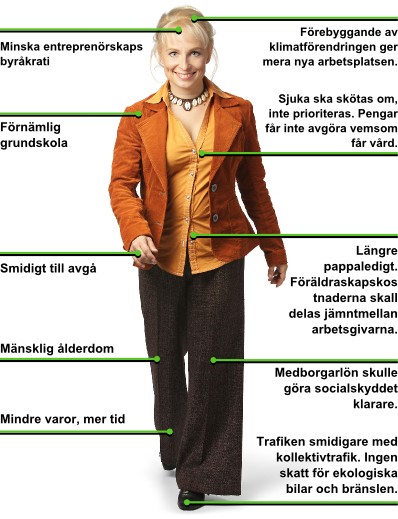 Minska entreprenörskaps
byråkrati
Förnämlig
grundskola
Smidigt till avgå
Mänsklig ålderdom
Mindre varor, mer tid
Förebyggande av
klimatförendringen ger
mera nya arbetsplatsen.
Sjuka ska skötas om,
inte prioriteras. Pengar
får inte avgöra vemsom
får vård.
Längre
pappaledigt.
Föräldraskapskos
tnaderna skall
delas jämntmellan
arbetsgivarna.
Medborgarlön skulle
göra socialskyddet
klarare.
Trafiken smidigare med
kollektivtrafik. Ingen
skatt för ekologiska
bilar och bränslen.